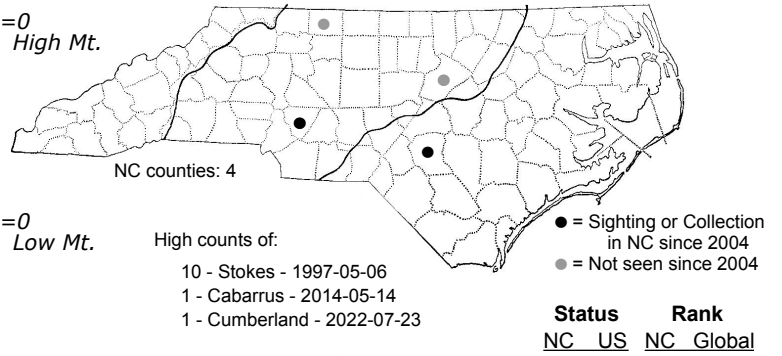 =0
High Mt.
NC counties: 4
=0
Low Mt.
High counts of:
10 - Stokes - 1997-05-06
1 - Cabarrus - 2014-05-14
1 - Cumberland - 2022-07-23
= Sighting or Collection
in NC since 2004
= Not seen since 2004
Status Rank
NC US NC Global